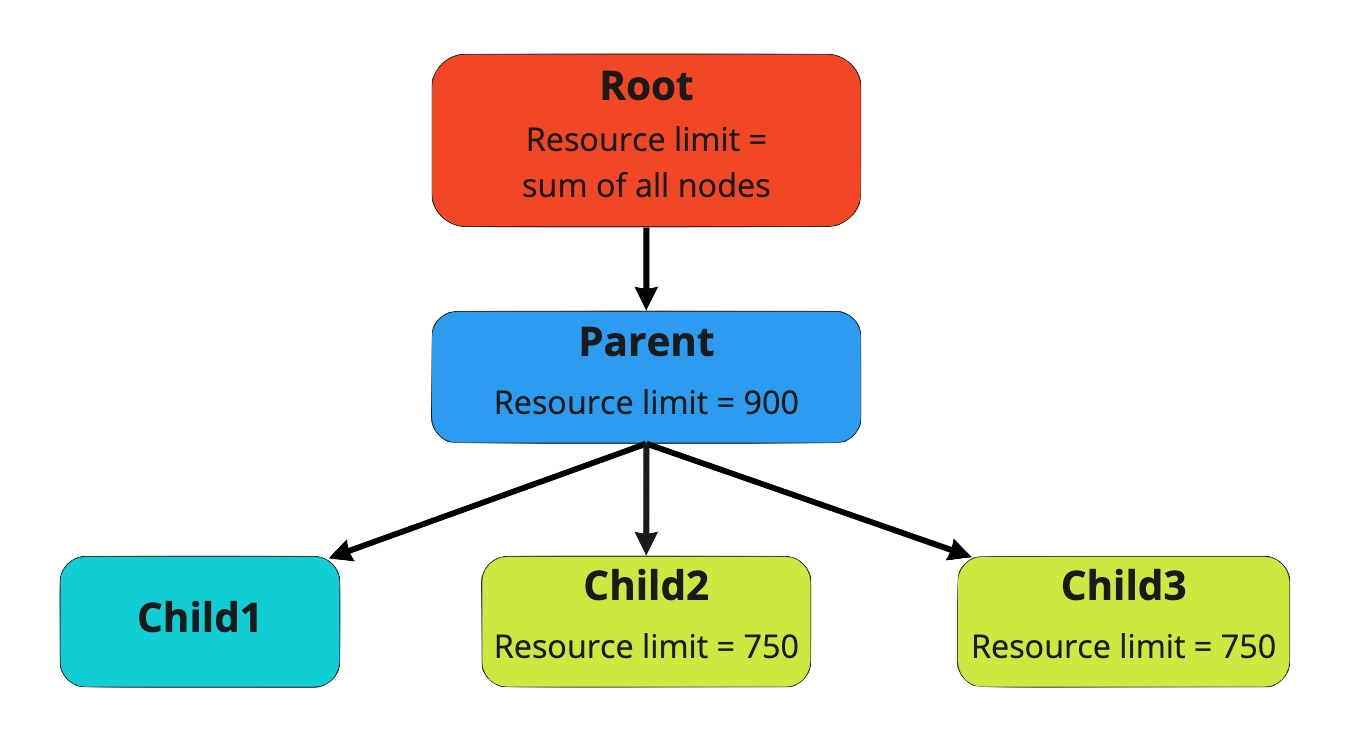 Root
Resource limit =
sum of all nodes
Parent
Resource limit = 900
Child1
Child2
Resource limit = 750
Child3
Resource limit = 750